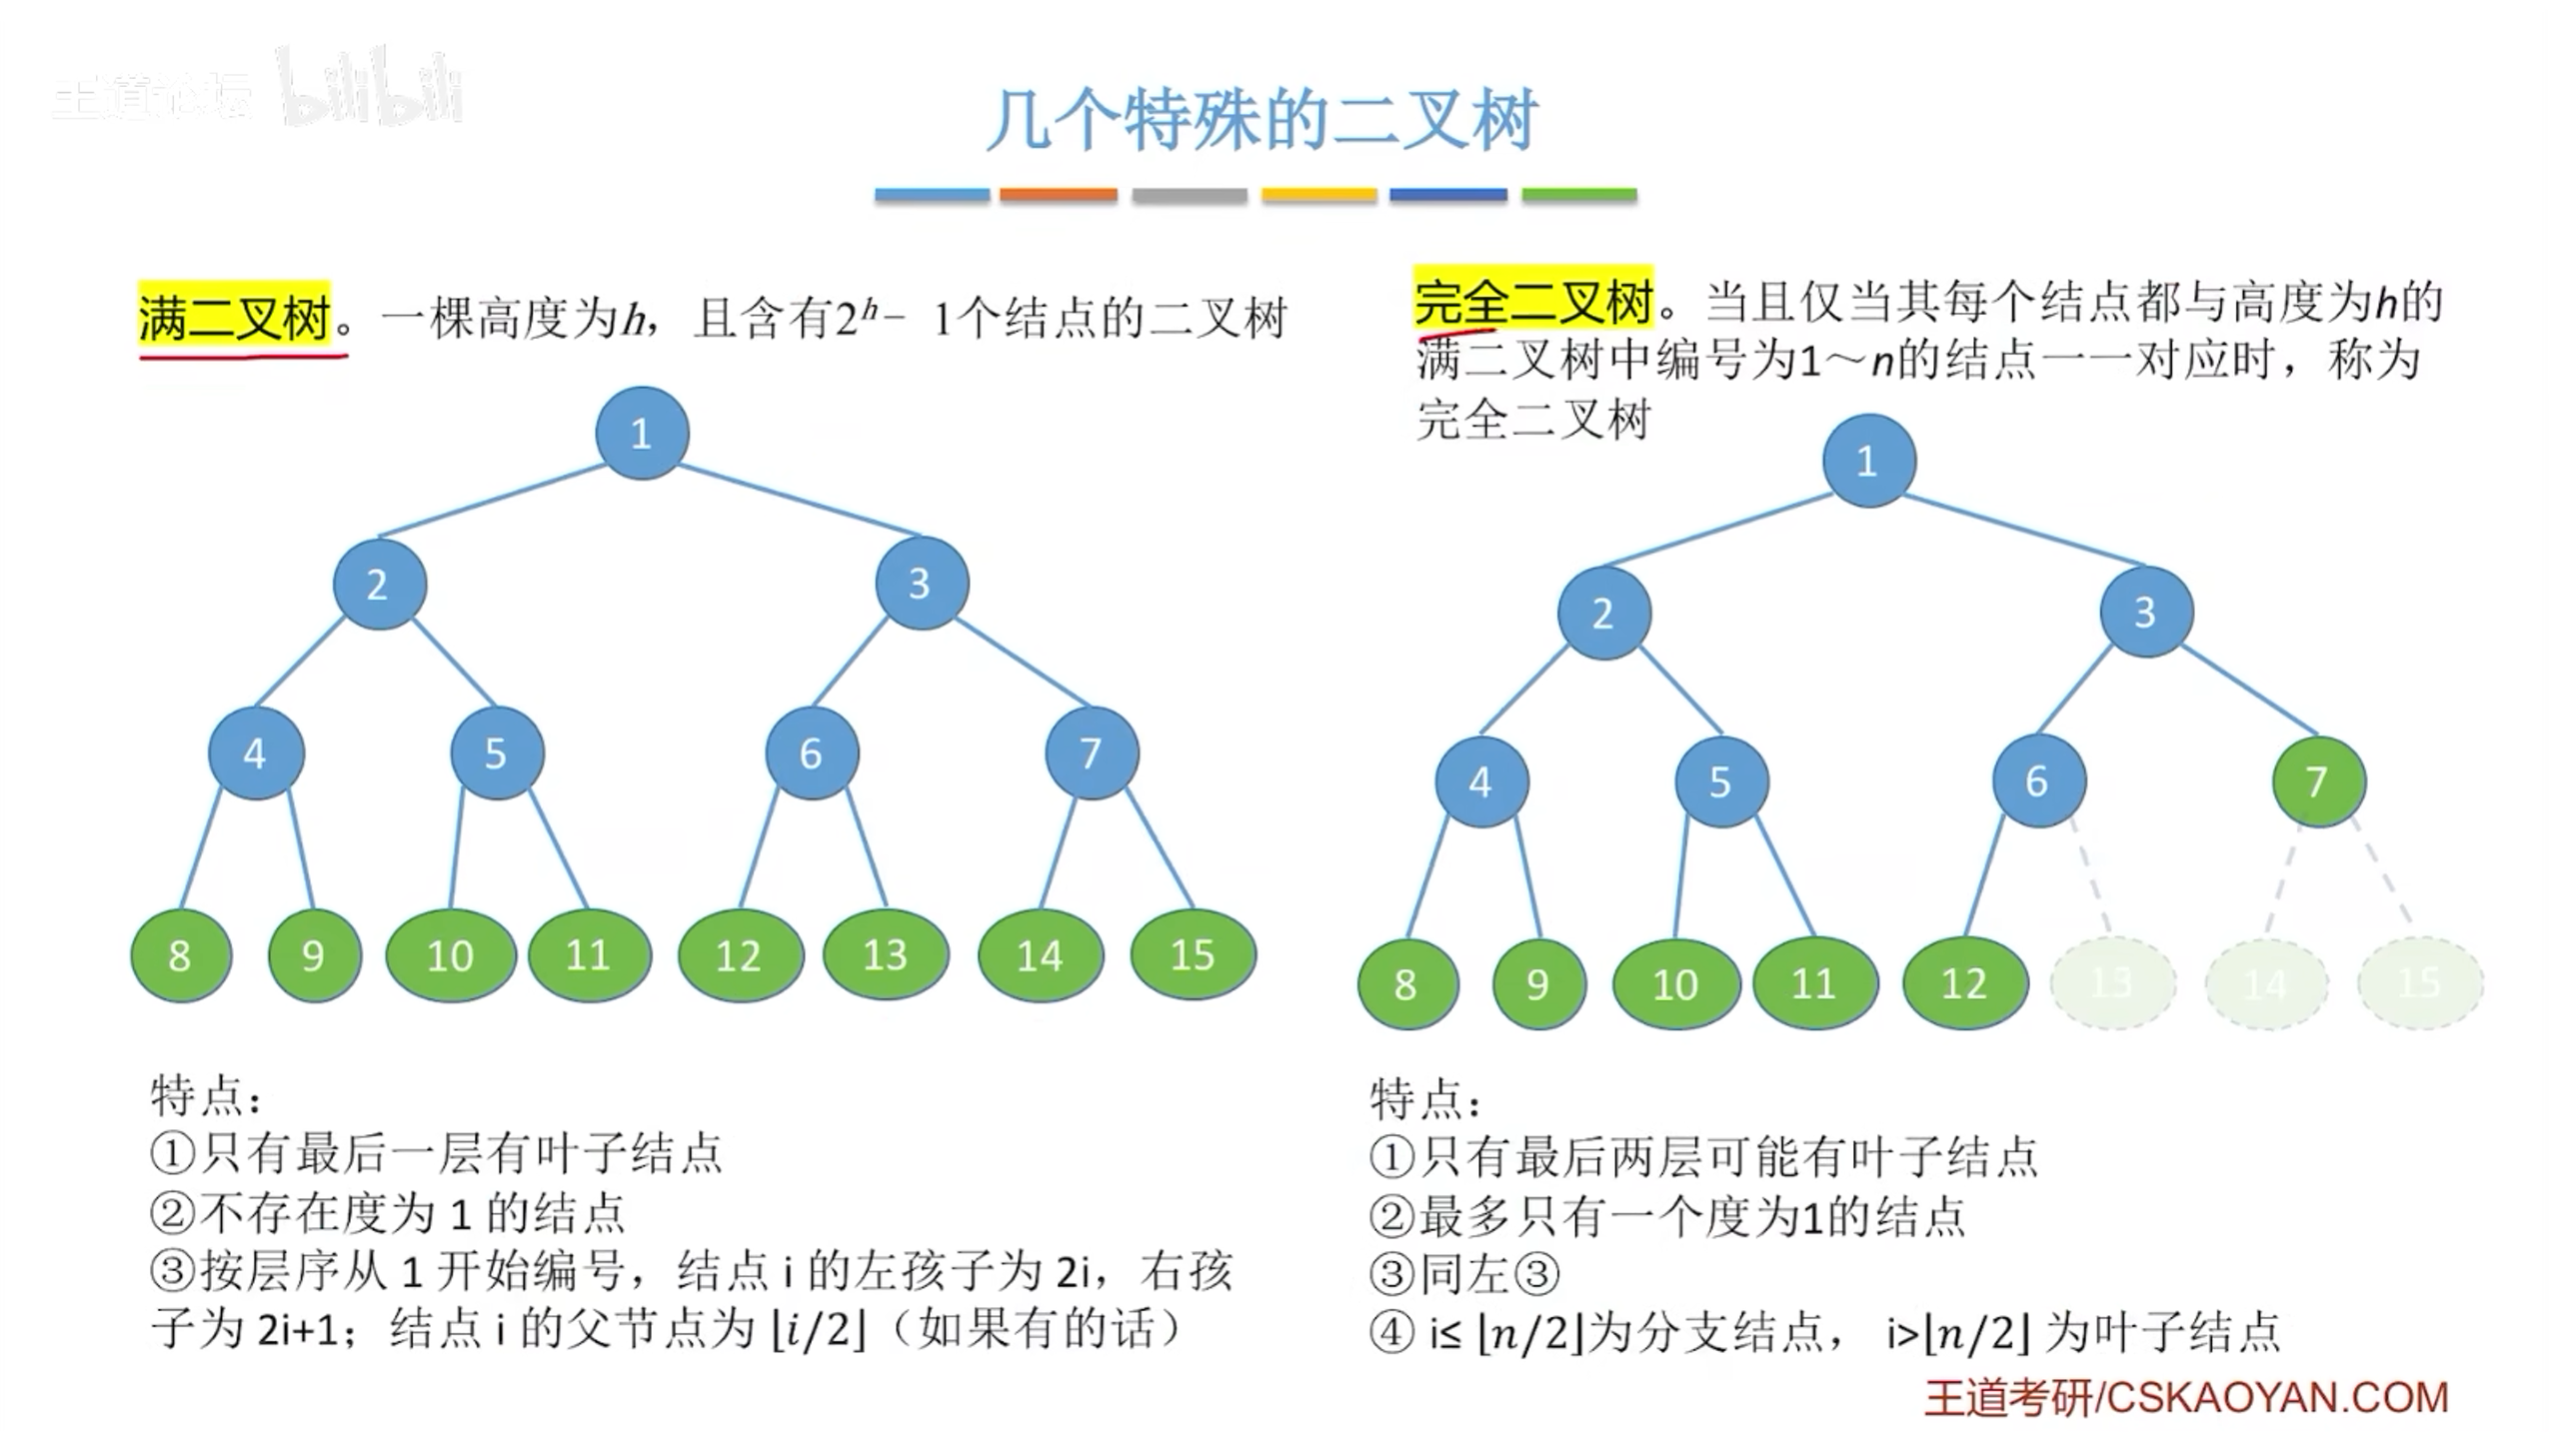 王道论坛 bilibili
几个特殊的二叉树
满二叉树。一棵高度为h，且含有2ʰ− 1个结点的二叉树
1
2 3
4 5 6 7
8 9 10 11 12 13 14 15
特点：
①只有最后一层有叶子结点
②不存在度为 1 的结点
③按层序从 1 开始编号，结点 i 的左孩子为 2i，右孩
子为 2i+1；结点 i 的父节点为 ⌊i/2⌋（如果有的话）
完全二叉树。当且仅当其每个结点都与高度为h的
满二叉树中编号为1～n的结点一一对应时，称为
完全二叉树
1
2 3
4 5 6 7
8 9 10 11 12 13 14 15
特点：
①只有最后两层可能有叶子结点
②最多只有一个度为1的结点
③同左③
④ i≤ ⌊n/2⌋为分支结点， i>⌊n/2⌋ 为叶子结点
王道考研/CSKAOYAN.COM